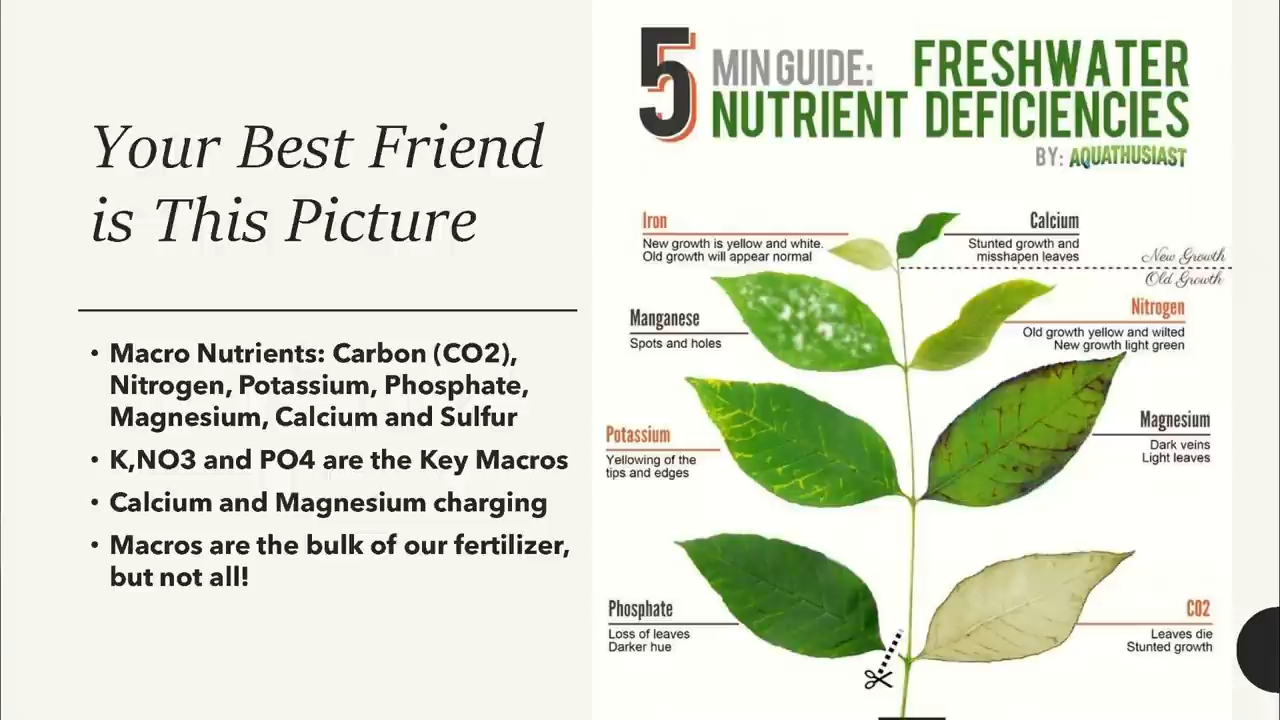 Your Best Friend
is This Picture
• Macro Nutrients: Carbon (CO2),
Nitrogen, Potassium, Phosphate,
Magnesium, Calcium and Sulfur
• K,NO3 and PO4 are the Key Macros
• Calcium and Magnesium charging
• Macros are the bulk of our fertilizer,
but not all!
5 MIN GUIDE: FRESHWATER
NUTRIENT DEFICIENCIES
BY: AQUATHUSIAST
Iron
New growth is yellow and white.
Old growth will appear normal
Calcium
Stunted growth and
misshapen leaves
New Growth
Old Growth
Manganese
Spots and holes
Nitrogen
Old growth yellow and wilted
New growth light green
Potassium
Yellowing of the
tips and edges
Magnesium
Dark veins
Light leaves
Phosphate
Loss of leaves
Darker hue
CO2
Leaves die
Stunted growth